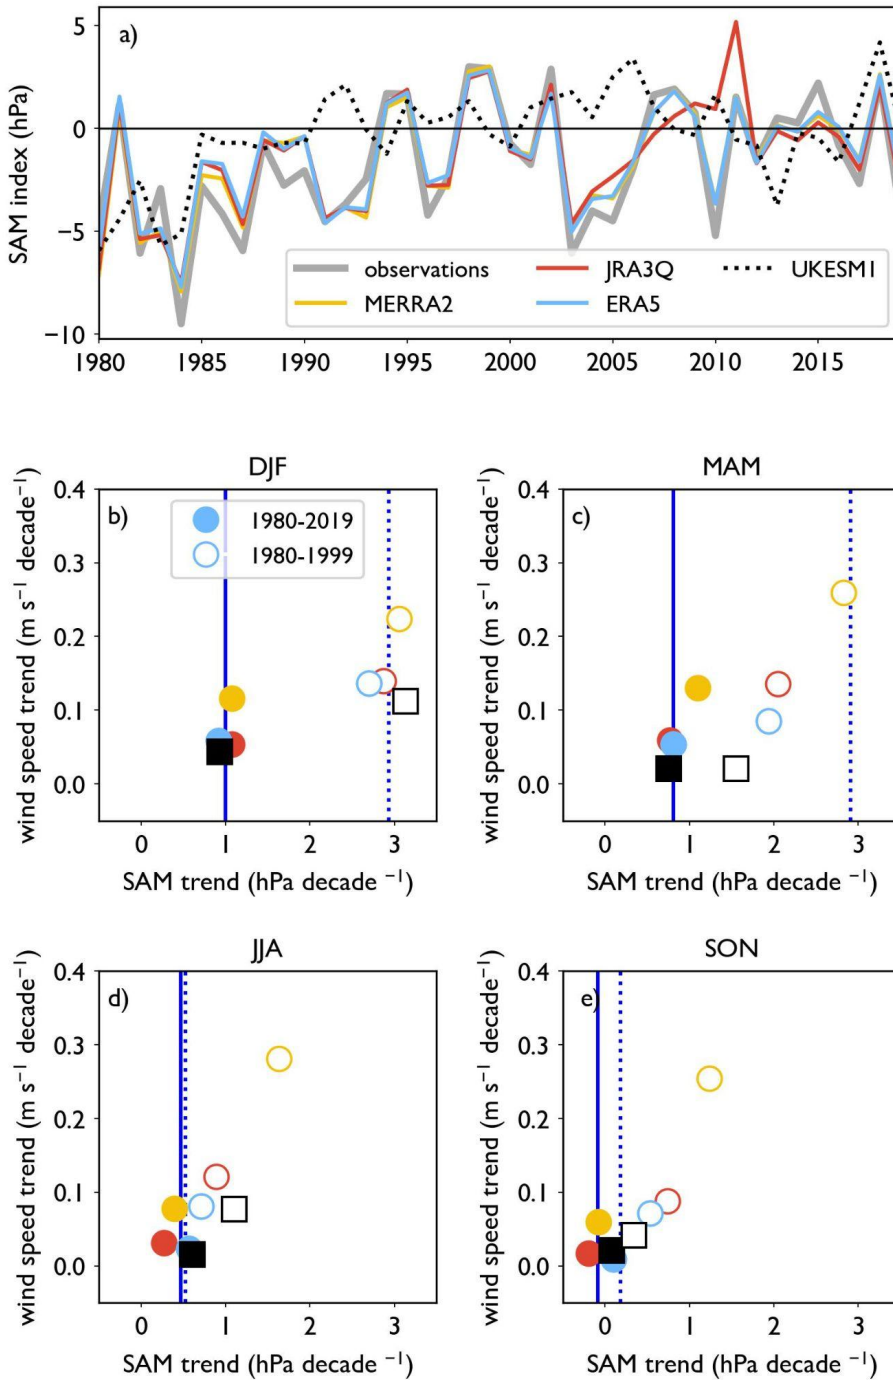 a)
SAM index (hPa)
5
0
−5
−10
observations
MERRA2
JRA3Q
ERA5
UKESM1
1980 1985 1990 1995 2000 2005 2010 2015
DJF
b)
1980-2019
1980-1999
wind speed trend (m s⁻¹ decade⁻¹)
0.4
0.3
0.2
0.1
0.0
0 1 2 3
SAM trend (hPa decade ⁻¹)
MAM
c)
wind speed trend (m s⁻¹ decade⁻¹)
0.4
0.3
0.2
0.1
0.0
0 1 2 3
SAM trend (hPa decade ⁻¹)
JJA
d)
wind speed trend (m s⁻¹ decade⁻¹)
0.4
0.3
0.2
0.1
0.0
0 1 2 3
SAM trend (hPa decade ⁻¹)
SON
e)
wind speed trend (m s⁻¹ decade⁻¹)
0.4
0.3
0.2
0.1
0.0
0 1 2 3
SAM trend (hPa decade ⁻¹)